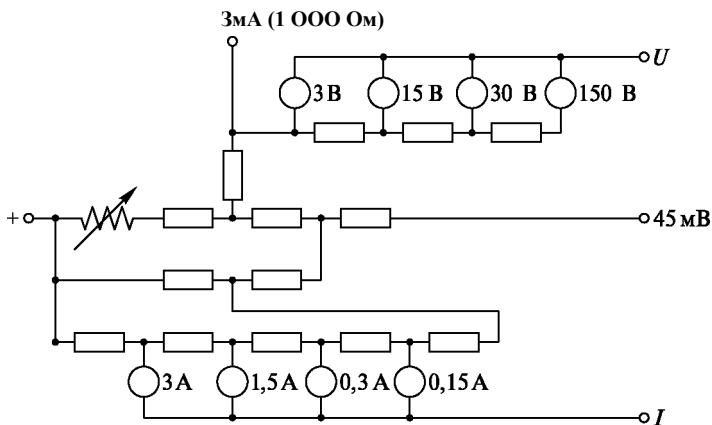 3мА (1 ООО Ом)
U
3 В 15 В 30 В 150 В
+
45 мВ
3 А 1,5 А 0,3 А 0,15 А
I